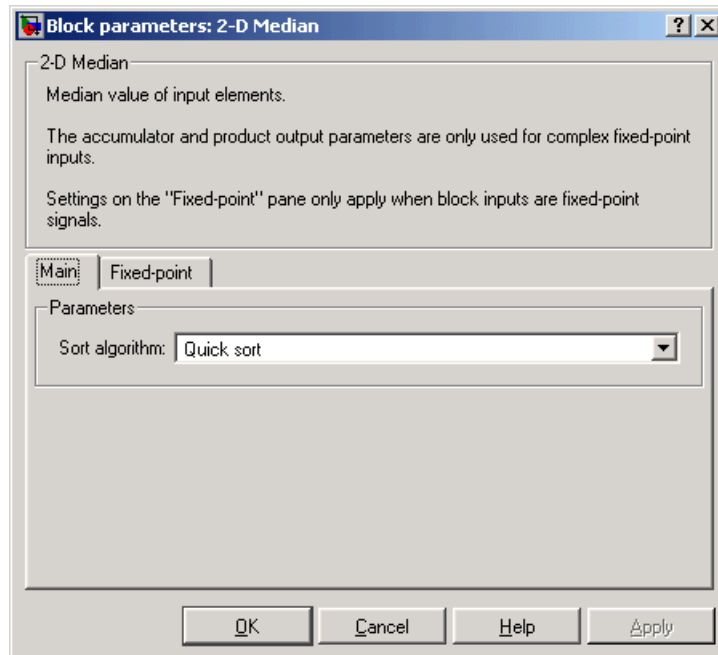 Block parameters: 2-D Median
2-D Median
Median value of input elements.
The accumulator and product output parameters are only used for complex fixed-point
inputs.
Settings on the "Fixed-point" pane only apply when block inputs are fixed-point
signals.
Main Fixed-point
Parameters
Sort algorithm: Quick sort
OK Cancel Help Apply